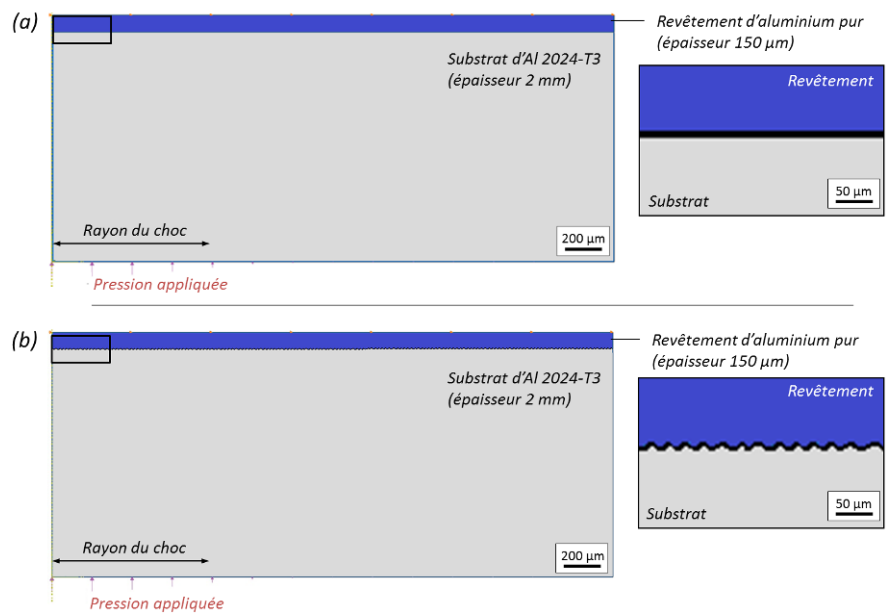 (a)
Revêtement d'aluminium pur
(épaisseur 150 µm)
Substrat d'Al 2024-T3
(épaisseur 2 mm)
Revêtement
Substrat
50 µm
Rayon du choc
200 µm
Pression appliquée
(b)
Revêtement d'aluminium pur
(épaisseur 150 µm)
Substrat d'Al 2024-T3
(épaisseur 2 mm)
Revêtement
Substrat
50 µm
Rayon du choc
200 µm
Pression appliquée